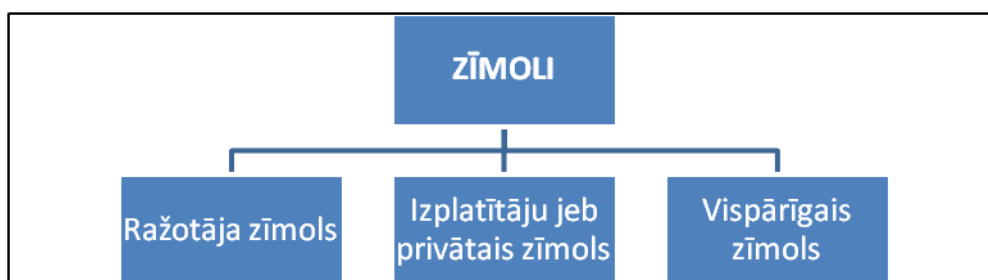 ZĪMOLI
Ražotāja zīmols
Izplatītāju jeb
privātais zīmols
Vispārīgais
zīmols